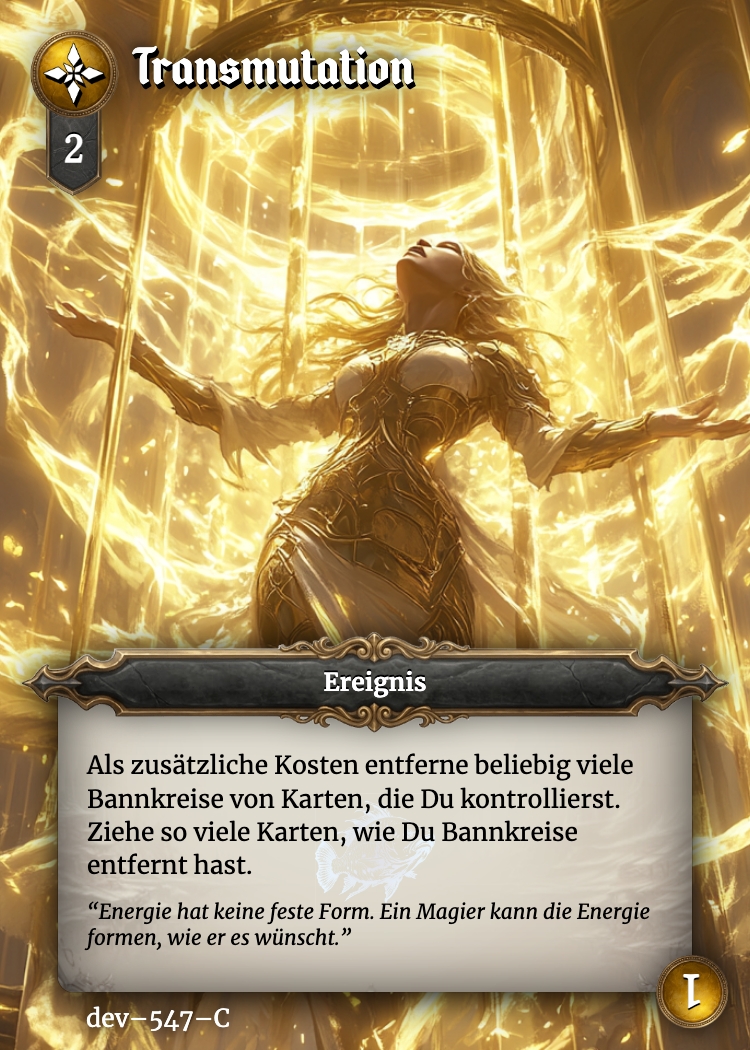 Transmutation
2
Ereignis
Als zusätzliche Kosten entferne beliebig viele
Bannkreise von Karten, die Du kontrollierst.
Ziehe so viele Karten, wie Du Bannkreise
entfernt hast.
“Energie hat keine feste Form. Ein Magier kann die Energie
formen, wie er es wünscht.”
1
dev–547–C